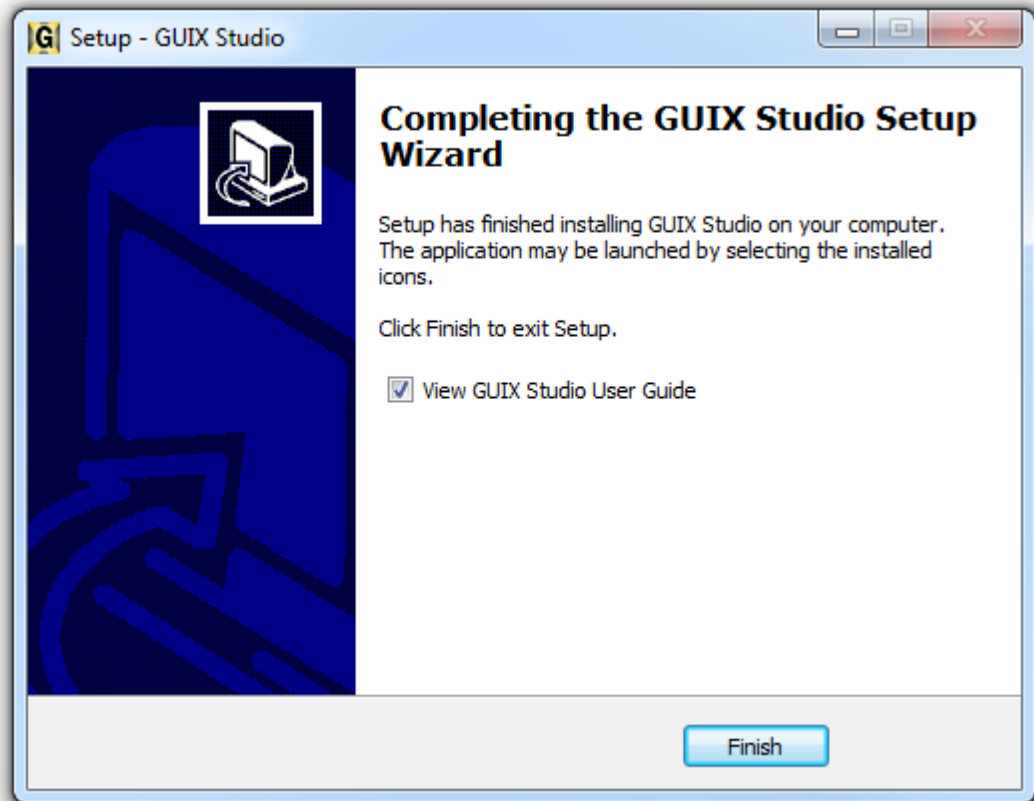 G Setup - GUIX Studio
Completing the GUIX Studio Setup
Wizard
Setup has finished installing GUIX Studio on your computer.
The application may be launched by selecting the installed
icons.
Click Finish to exit Setup.
View GUIX Studio User Guide
Finish